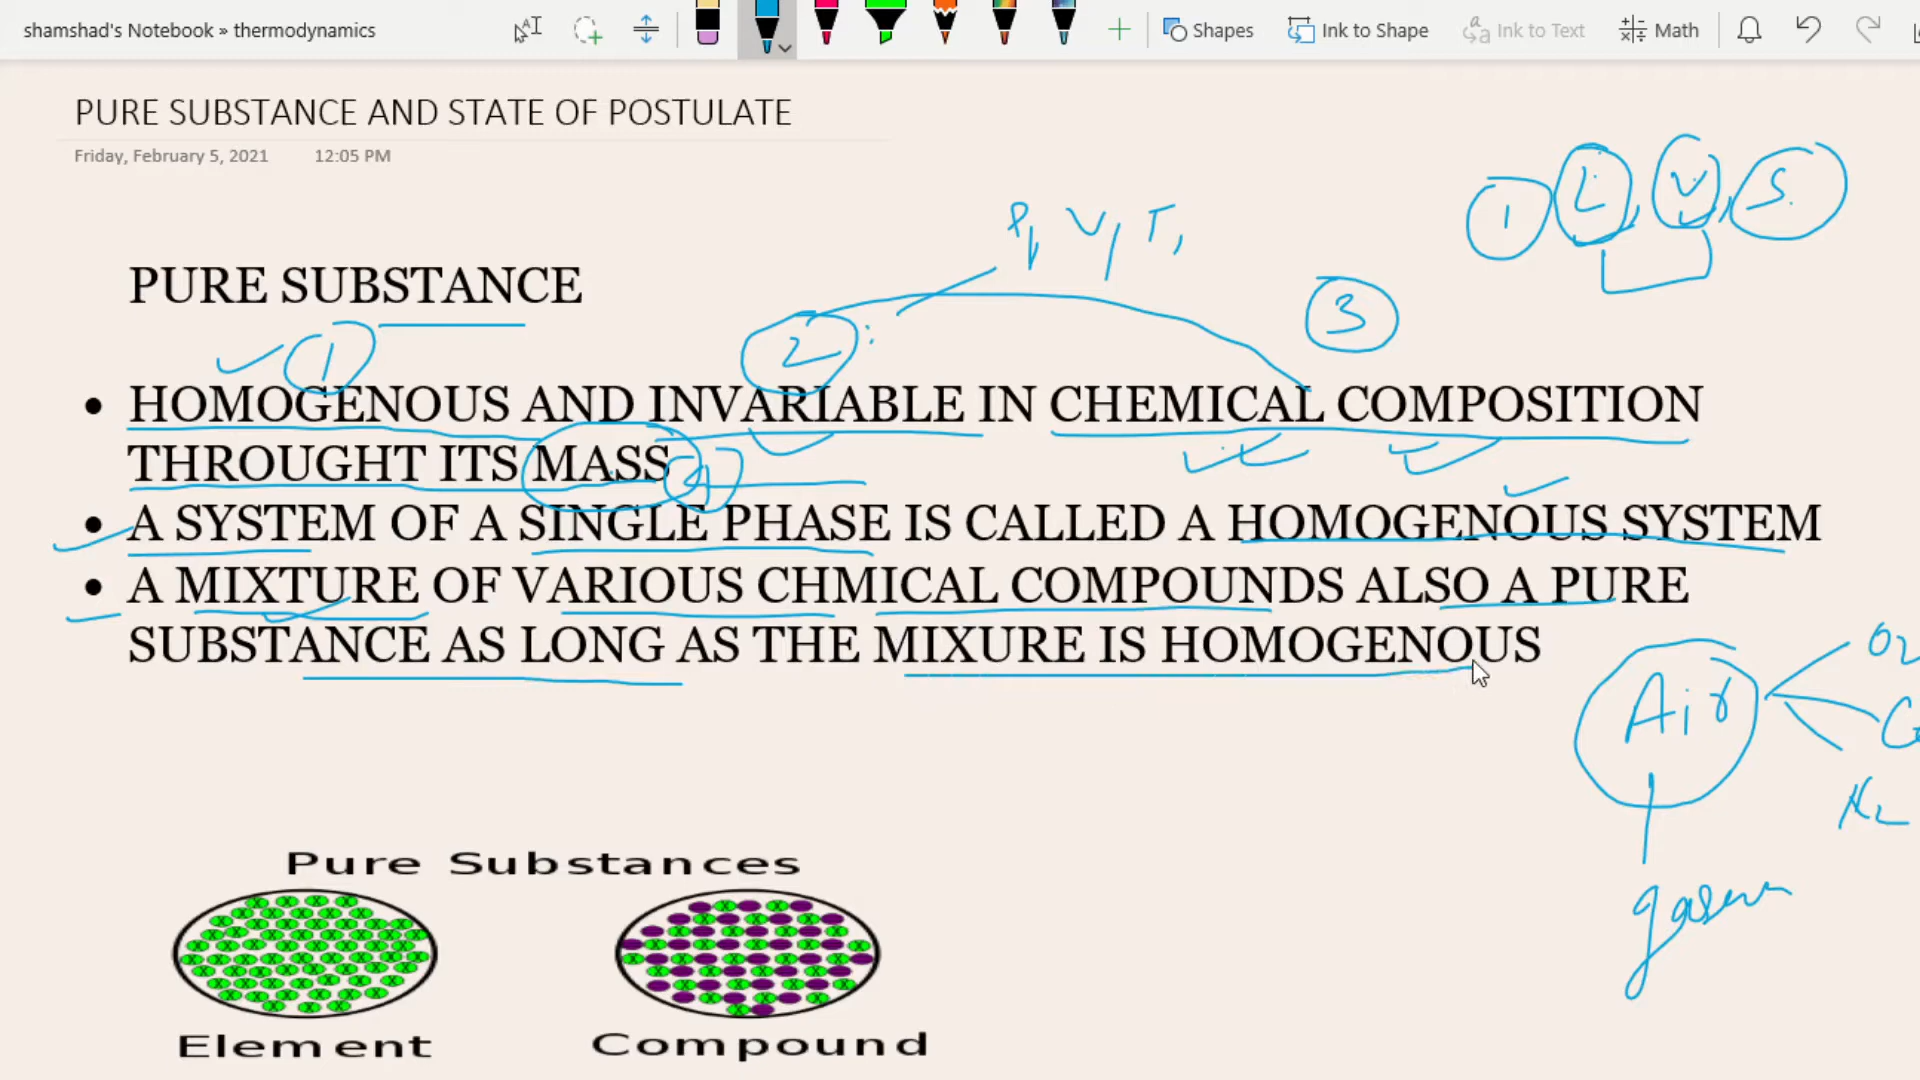 shamshad's Notebook » thermodynamics
Shapes
Ink to Shape
Ink to Text
Math
PURE SUBSTANCE AND STATE OF POSTULATE
Friday, February 5, 2021 12:05 PM
1 L, V, S
P, V, T,
PURE SUBSTANCE
3
1
2:
HOMOGENOUS AND INVARIABLE IN CHEMICAL COMPOSITION
THROUGHT ITS MASS
A SYSTEM OF A SINGLE PHASE IS CALLED A HOMOGENOUS SYSTEM
A MIXTURE OF VARIOUS CHMICAL COMPOUNDS ALSO A PURE
SUBSTANCE AS LONG AS THE MIXURE IS HOMOGENOUS
O2
Air
N2
Pure Substances
Element
Compound